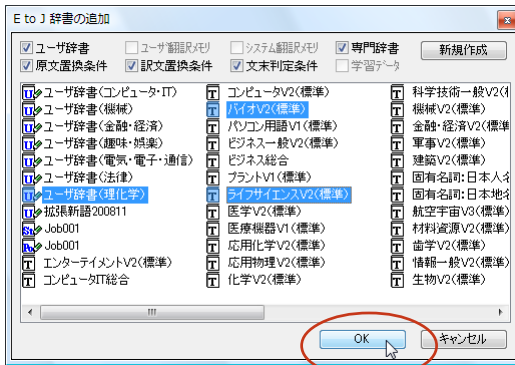 E to J 辞書の追加
ユーザ辞書 ユーザ翻訳メモリ システム翻訳メモリ 専門辞書 新規作成
原文置換条件 訳文置換条件 文末判定条件 学習データ
ユーザ辞書(コンピュータ・IT)
ユーザ辞書(機械)
ユーザ辞書(金融・経済)
ユーザ辞書(趣味・娯楽)
ユーザ辞書(電気・電子・通信)
ユーザ辞書(法律)
ユーザ辞書(理化学)
拡張新語200811
Job001
Job001
エンターテイメントV2(標準)
コンピュータIT総合
コンピュータV2(標準)
バイオV2(標準)
パソコン用語V1(標準)
ビジネス一般V2(標準)
ビジネス総合
プラントV1(標準)
ライフサイエンスV2(標準)
医学V2(標準)
医療機器V1(標準)
応用化学V2(標準)
応用物理V2(標準)
化学V2(標準)
科学技術一般V2(
機械V2(標準)
金融・経済V2(標準
軍事V2(標準)
建築V2(標準)
固有名詞:日本人
固有名詞:日本地
航空宇宙V3(標準)
材料資源V2(標準)
歯学V2(標準)
情報一般V2(標準)
生物V2(標準)
OK キャンセル